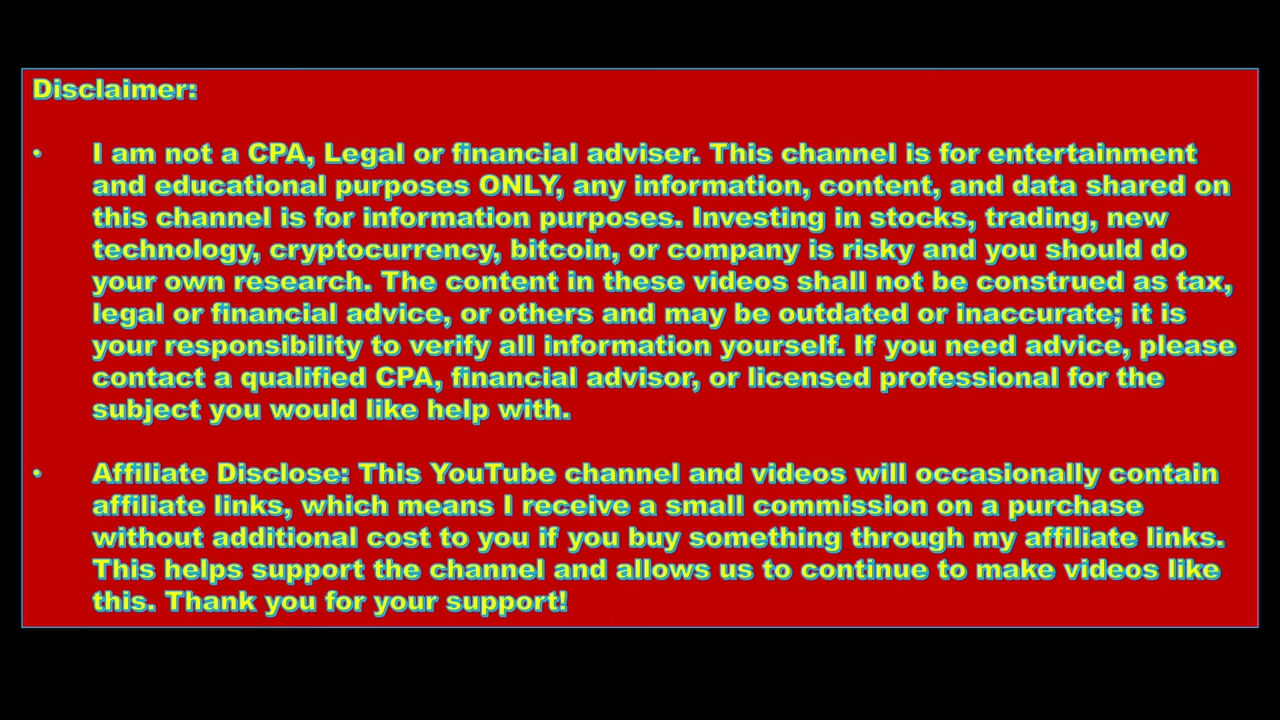 Disclaimer:
• I am not a CPA, Legal or financial adviser. This channel is for entertainment
and educational purposes ONLY, any information, content, and data shared on
this channel is for information purposes. Investing in stocks, trading, new
technology, cryptocurrency, bitcoin, or company is risky and you should do
your own research. The content in these videos shall not be construed as tax,
legal or financial advice, or others and may be outdated or inaccurate; it is
your responsibility to verify all information yourself. If you need advice, please
contact a qualified CPA, financial advisor, or licensed professional for the
subject you would like help with.
• Affiliate Disclose: This YouTube channel and videos will occasionally contain
affiliate links, which means I receive a small commission on a purchase
without additional cost to you if you buy something through my affiliate links.
This helps support the channel and allows us to continue to make videos like
this. Thank you for your support!